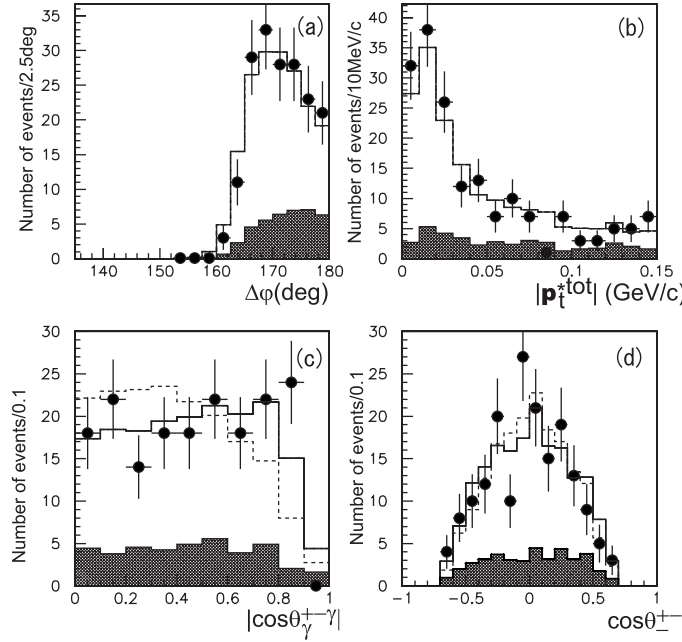 (a)
Number of events/2.5deg
35
30
25
20
15
10
5
0
140 150 160 170 180
Δφ(deg)
(b)
Number of events/10MeV/c
40
35
30
25
20
15
10
5
0
0 0.05 0.1 0.15
|p*tot t| (GeV/c)
(c)
Number of events/0.1
30
25
20
15
10
5
0
0 0.2 0.4 0.6 0.8 1
|cosθγ+−γ|
(d)
Number of events/0.1
30
25
20
15
10
5
0
−1 −0.5 0 0.5 1
cosθ−+−